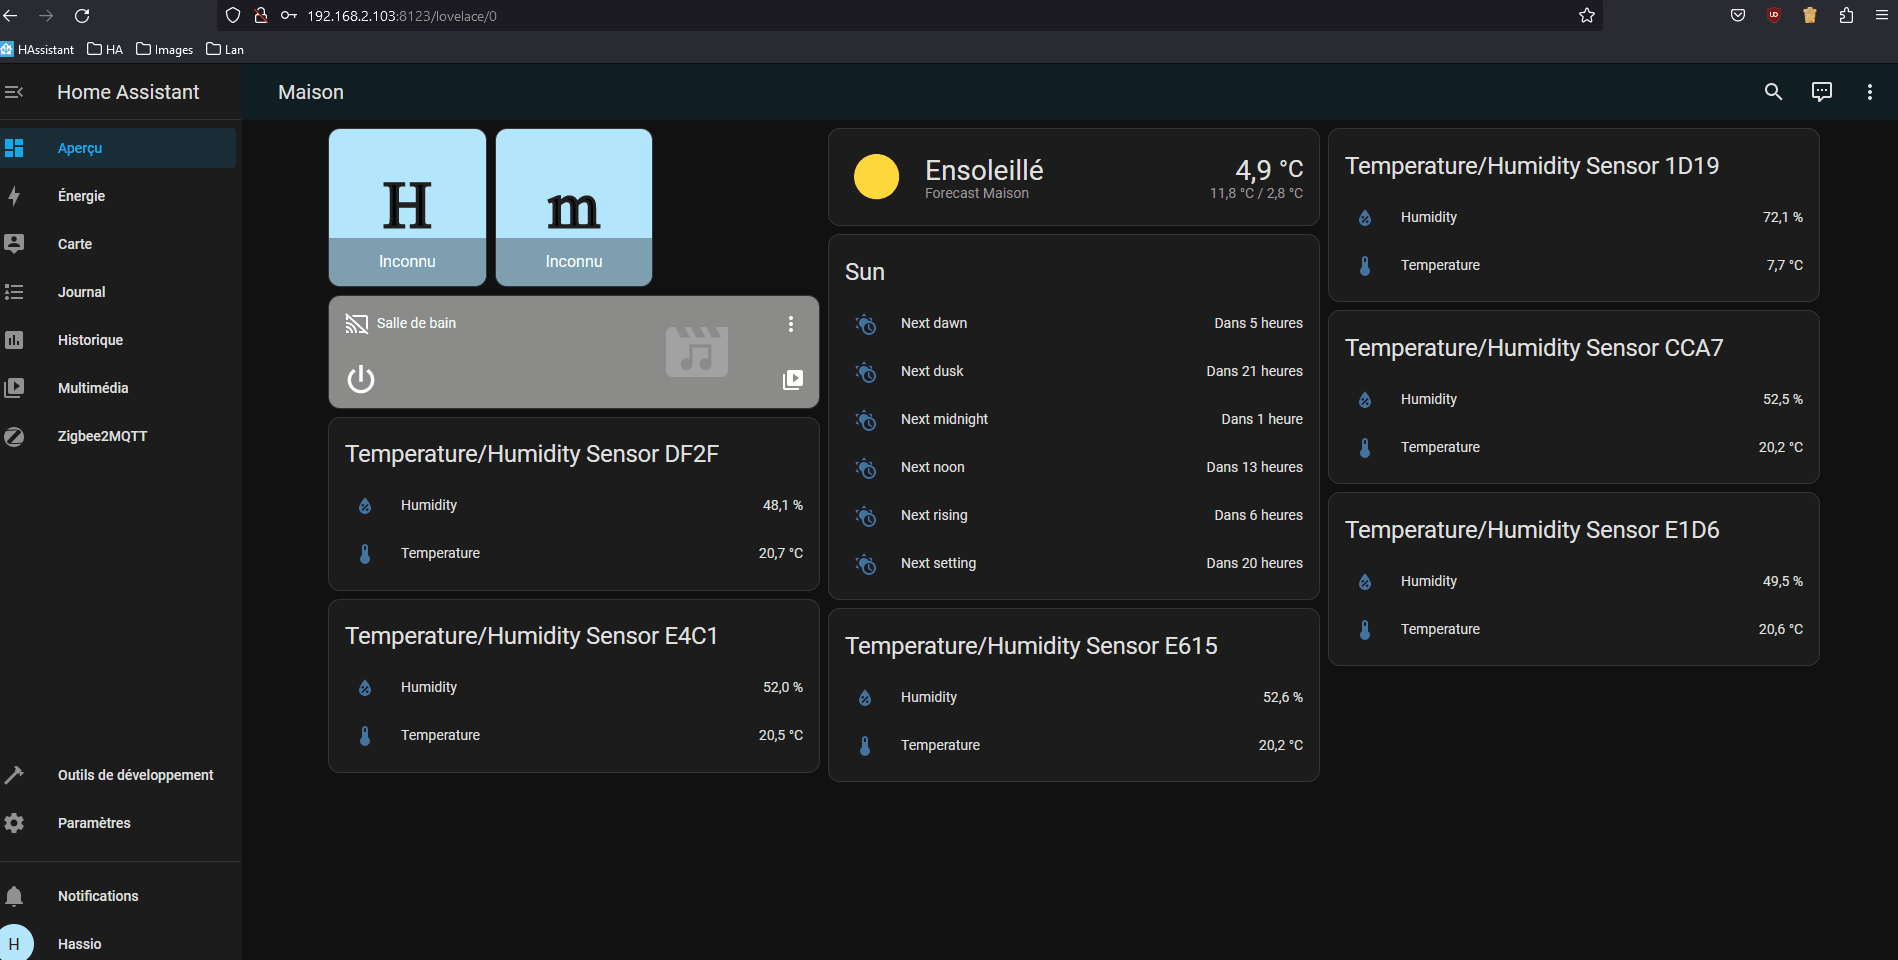 192.168.2.103:8123/lovelace/0
HAssistant HA Images Lan
Home Assistant
Maison
Aperçu
Énergie
Carte
Journal
Historique
Multimédia
Zigbee2MQTT
Outils de développement
Paramètres
Notifications
H Hassio
H
Inconnu
m
Inconnu
Salle de bain
Temperature/Humidity Sensor DF2F
Humidity 48,1 %
Temperature 20,7 °C
Temperature/Humidity Sensor E4C1
Humidity 52,0 %
Temperature 20,5 °C
Ensoleillé 4,9 °C
Forecast Maison 11,8 °C / 2,8 °C
Sun
Next dawn Dans 5 heures
Next dusk Dans 21 heures
Next midnight Dans 1 heure
Next noon Dans 13 heures
Next rising Dans 6 heures
Next setting Dans 20 heures
Temperature/Humidity Sensor E615
Humidity 52,6 %
Temperature 20,2 °C
Temperature/Humidity Sensor 1D19
Humidity 72,1 %
Temperature 7,7 °C
Temperature/Humidity Sensor CCA7
Humidity 52,5 %
Temperature 20,2 °C
Temperature/Humidity Sensor E1D6
Humidity 49,5 %
Temperature 20,6 °C